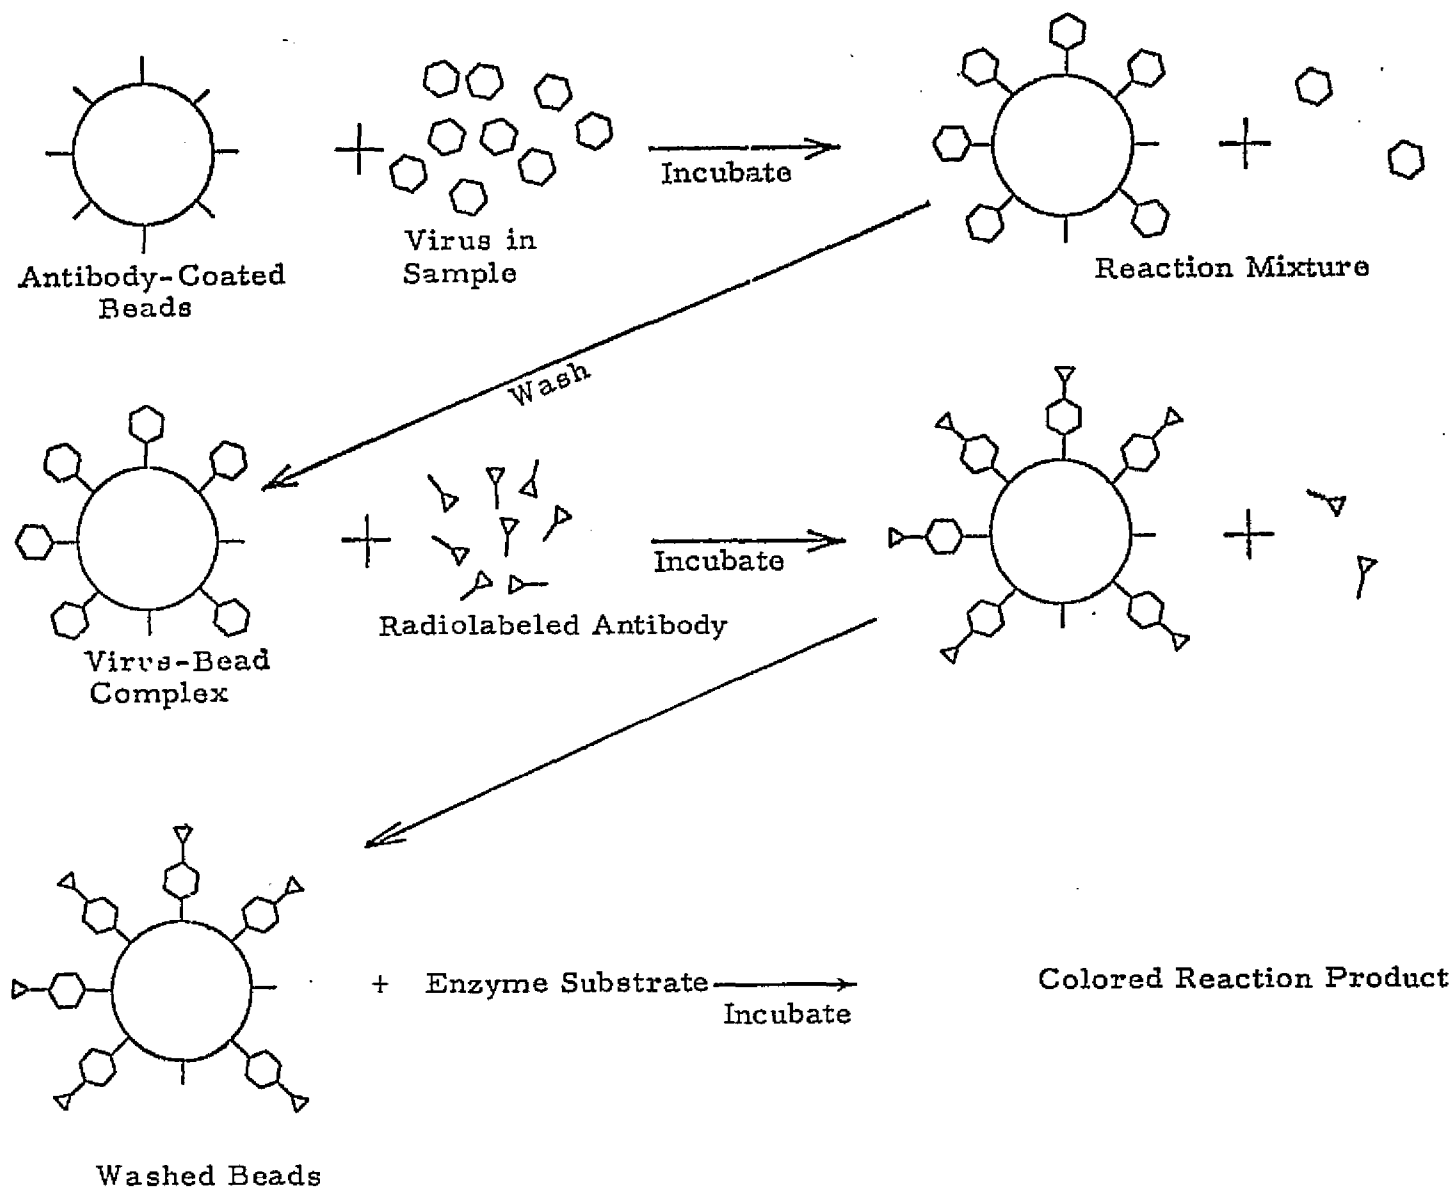 Incubate
Virus in
Sample
Antibody-Coated
Beads
Reaction Mixture
Wash
Incubate
Radiolabeled Antibody
Virus-Bead
Complex
+ Enzyme Substrate
Incubate
Colored Reaction Product
Washed Beads